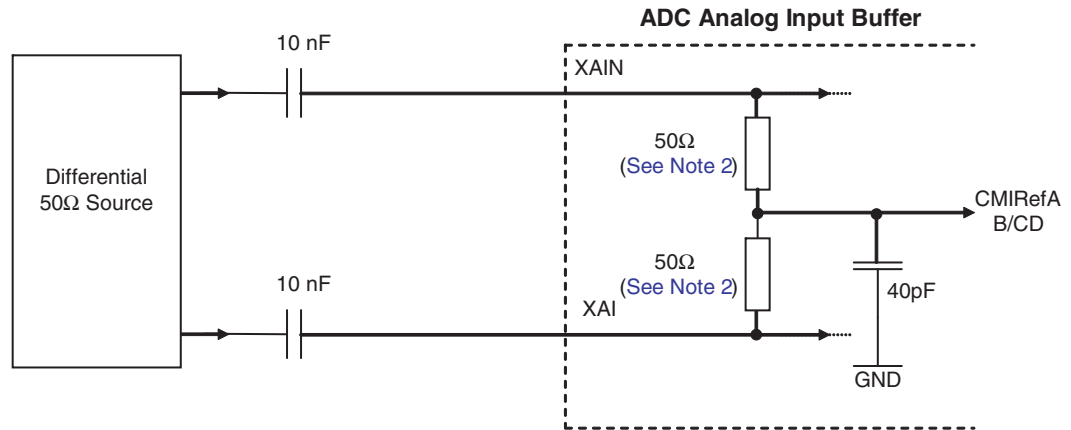 ADC Analog Input Buffer
10 nF
XAIN
50Ω
(See Note 2)
Differential
50Ω Source
CMIRefA
B/CD
10 nF
50Ω
(See Note 2)
XAI
40pF
GND